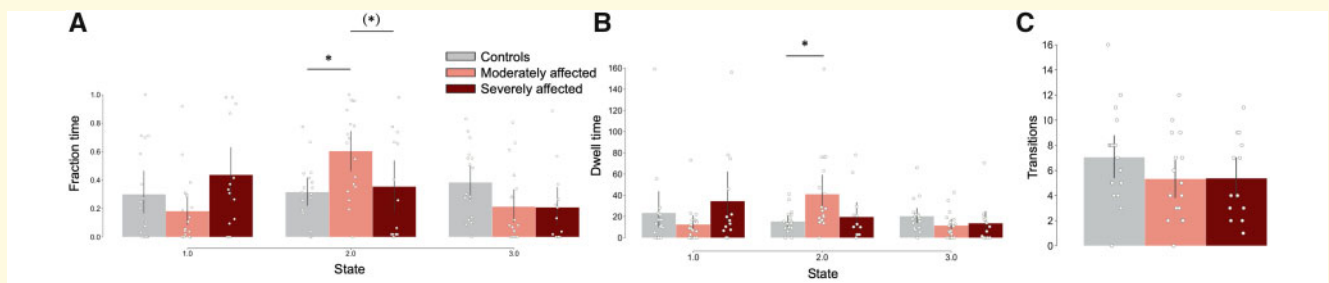 A
(*)
*
Controls
Moderately affected
Severely affected
Fraction time
1.0
0.8
0.6
0.4
0.2
0.0
1.0 2.0 3.0
State
B
*
Dwell time
160
140
120
100
80
60
40
20
0
1.0 2.0 3.0
State
C
Transitions
16
14
12
10
8
6
4
2
0